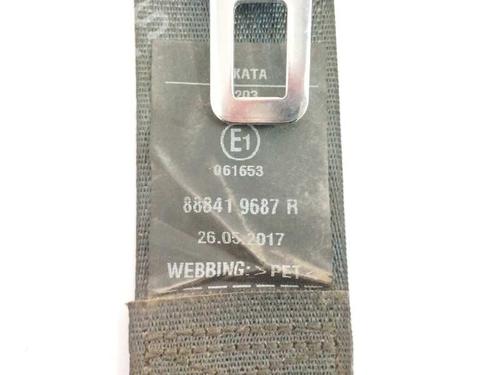 KATA
203
E1
061653
88841 9687 R
26.05.2017
WEBBING: >PET<